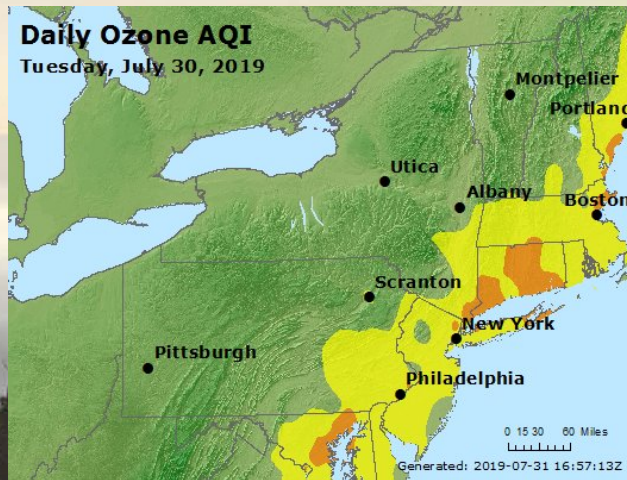 Daily Ozone AQI
Tuesday, July 30, 2019
Montpelier
Portland
Utica
Albany
Boston
Scranton
New York
Pittsburgh
Philadelphia
0 15 30 60 Miles
Generated: 2019-07-31 16:57:13Z